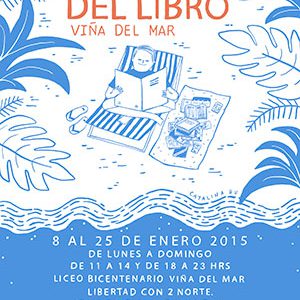 DEL LIBRO
VIÑA DEL MAR
CATALINA BU
8 AL 25 DE ENERO 2015
DE LUNES A DOMINGO
DE 11 A 14 Y DE 18 A 23 HRS
LICEO BICENTENARIO VIÑA DEL MAR
LIBERTAD CON 2 NORTE.